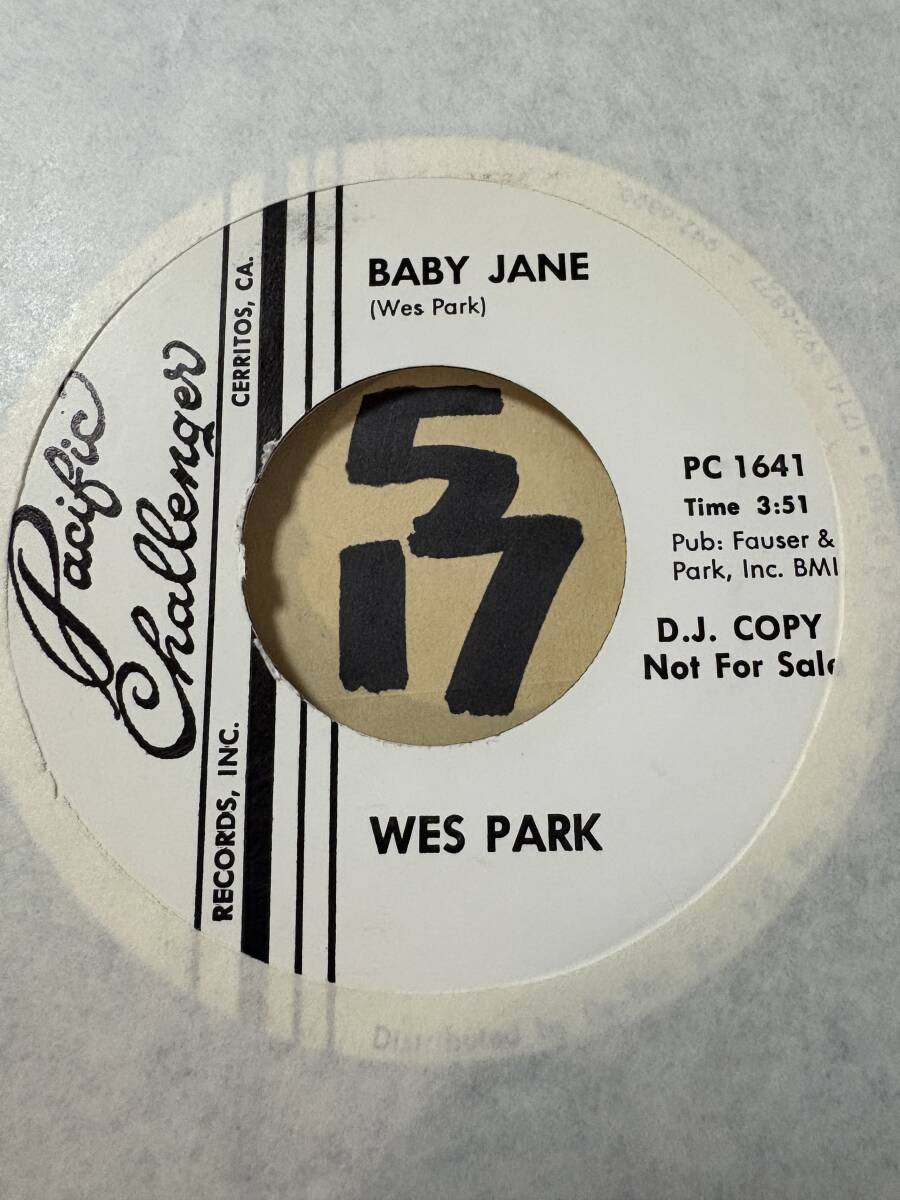 BABY JANE
(Wes Park)
Pacific
Challenger
RECORDS, INC.
CERRITOS, CA.
5
17
PC 1641
Time 3:51
Pub: Fauser &
Park, Inc. BMI
D.J. COPY
Not For Sale
WES PARK
Distributed